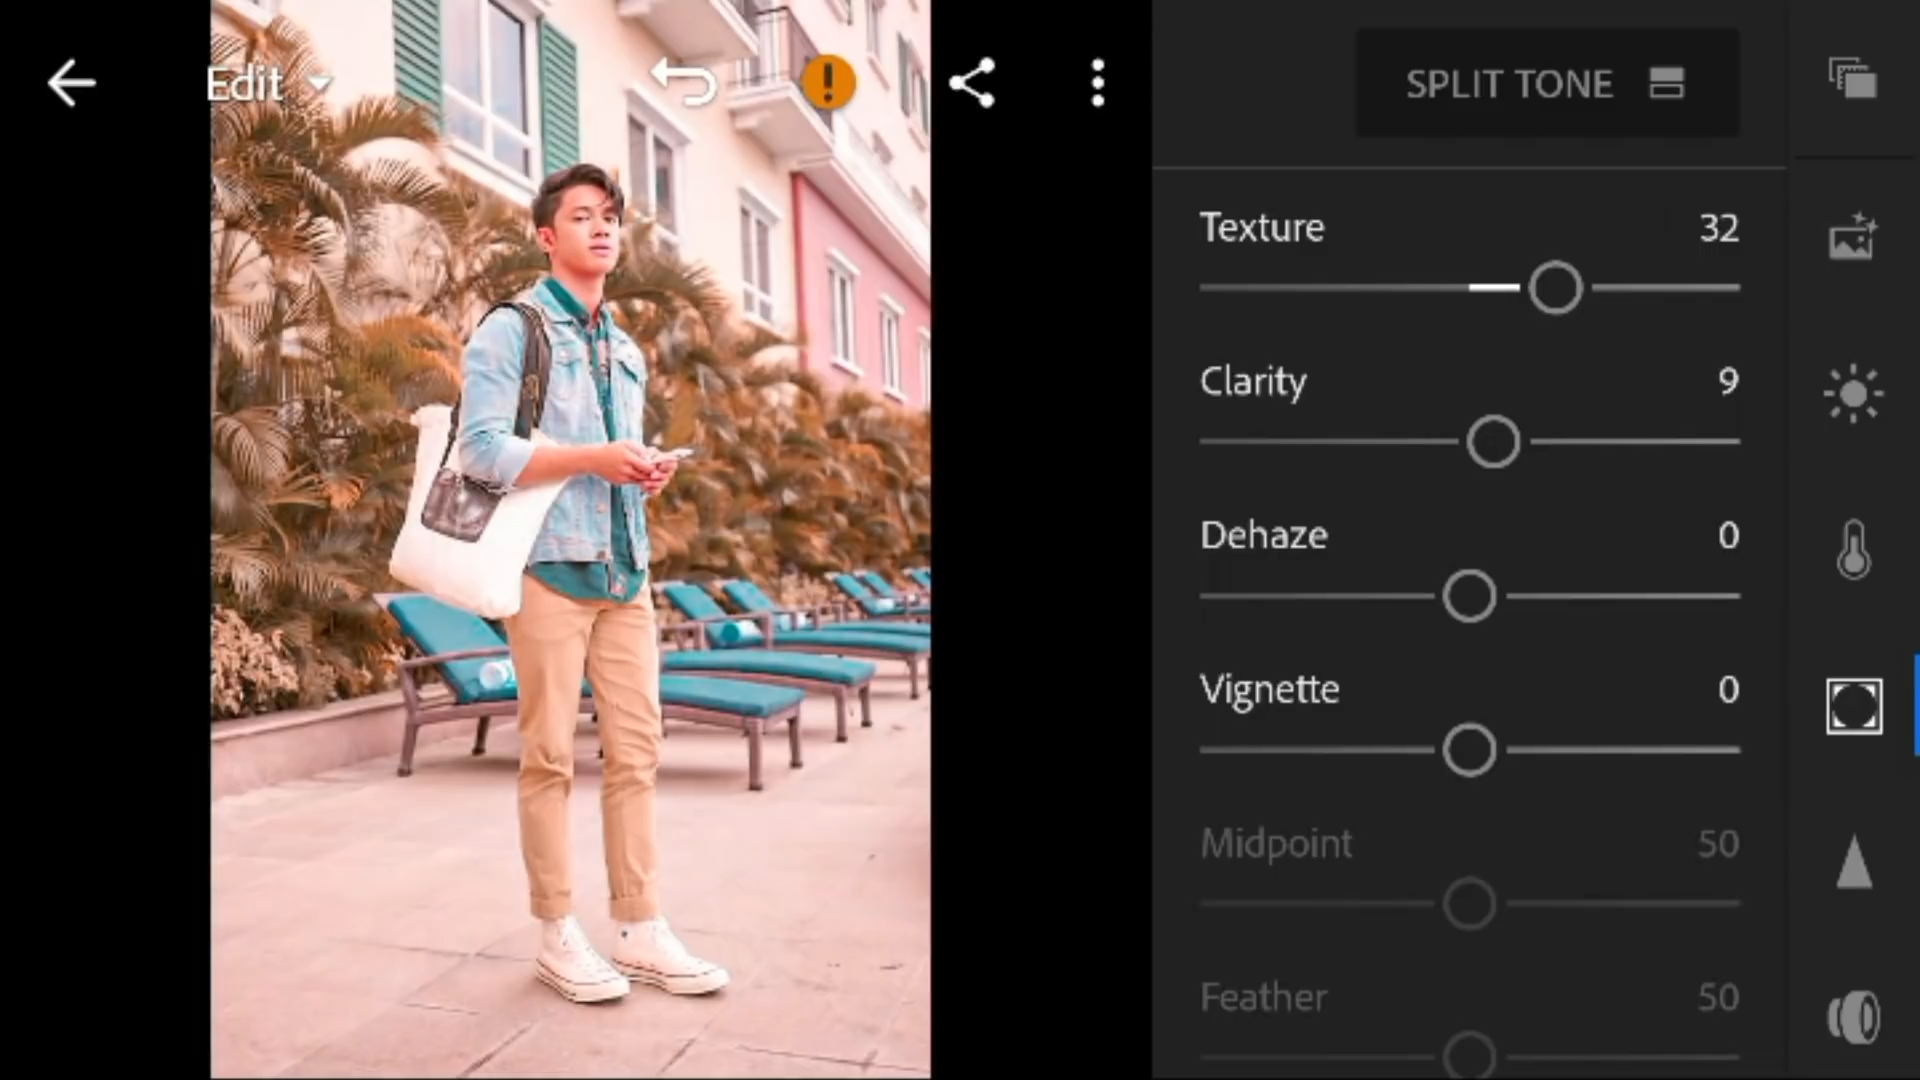 Edit
SPLIT TONE
Texture 32
Clarity 9
Dehaze 0
Vignette 0
Midpoint 50
Feather 50